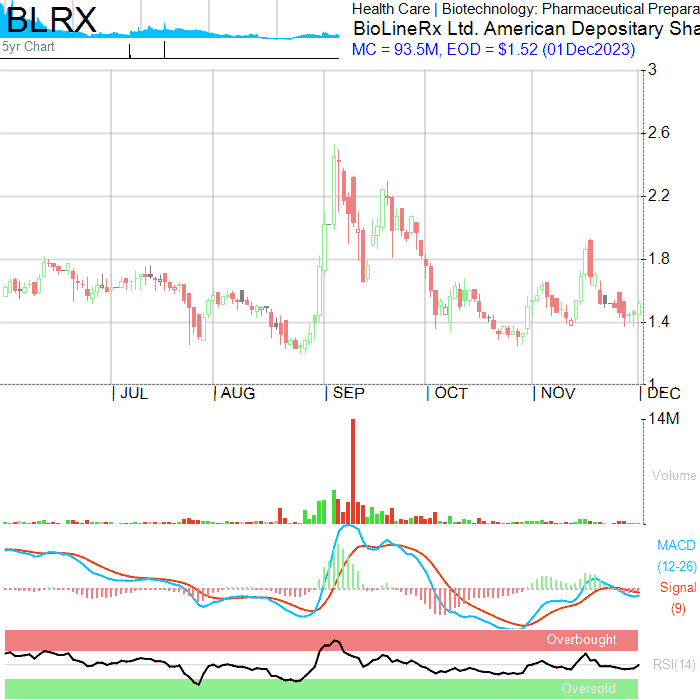 BLRX
5yr Chart
Health Care | Biotechnology: Pharmaceutical Prepara
BioLineRx Ltd. American Depositary Sha
MC = 93.5M, EOD = $1.52 (01Dec2023)
3
2.6
2.2
1.8
1.4
1
| JUL | AUG | SEP | OCT | NOV | DEC
14M
Volume
MACD
(12-26)
Signal
(9)
Overbought
RSI(14)
Oversold